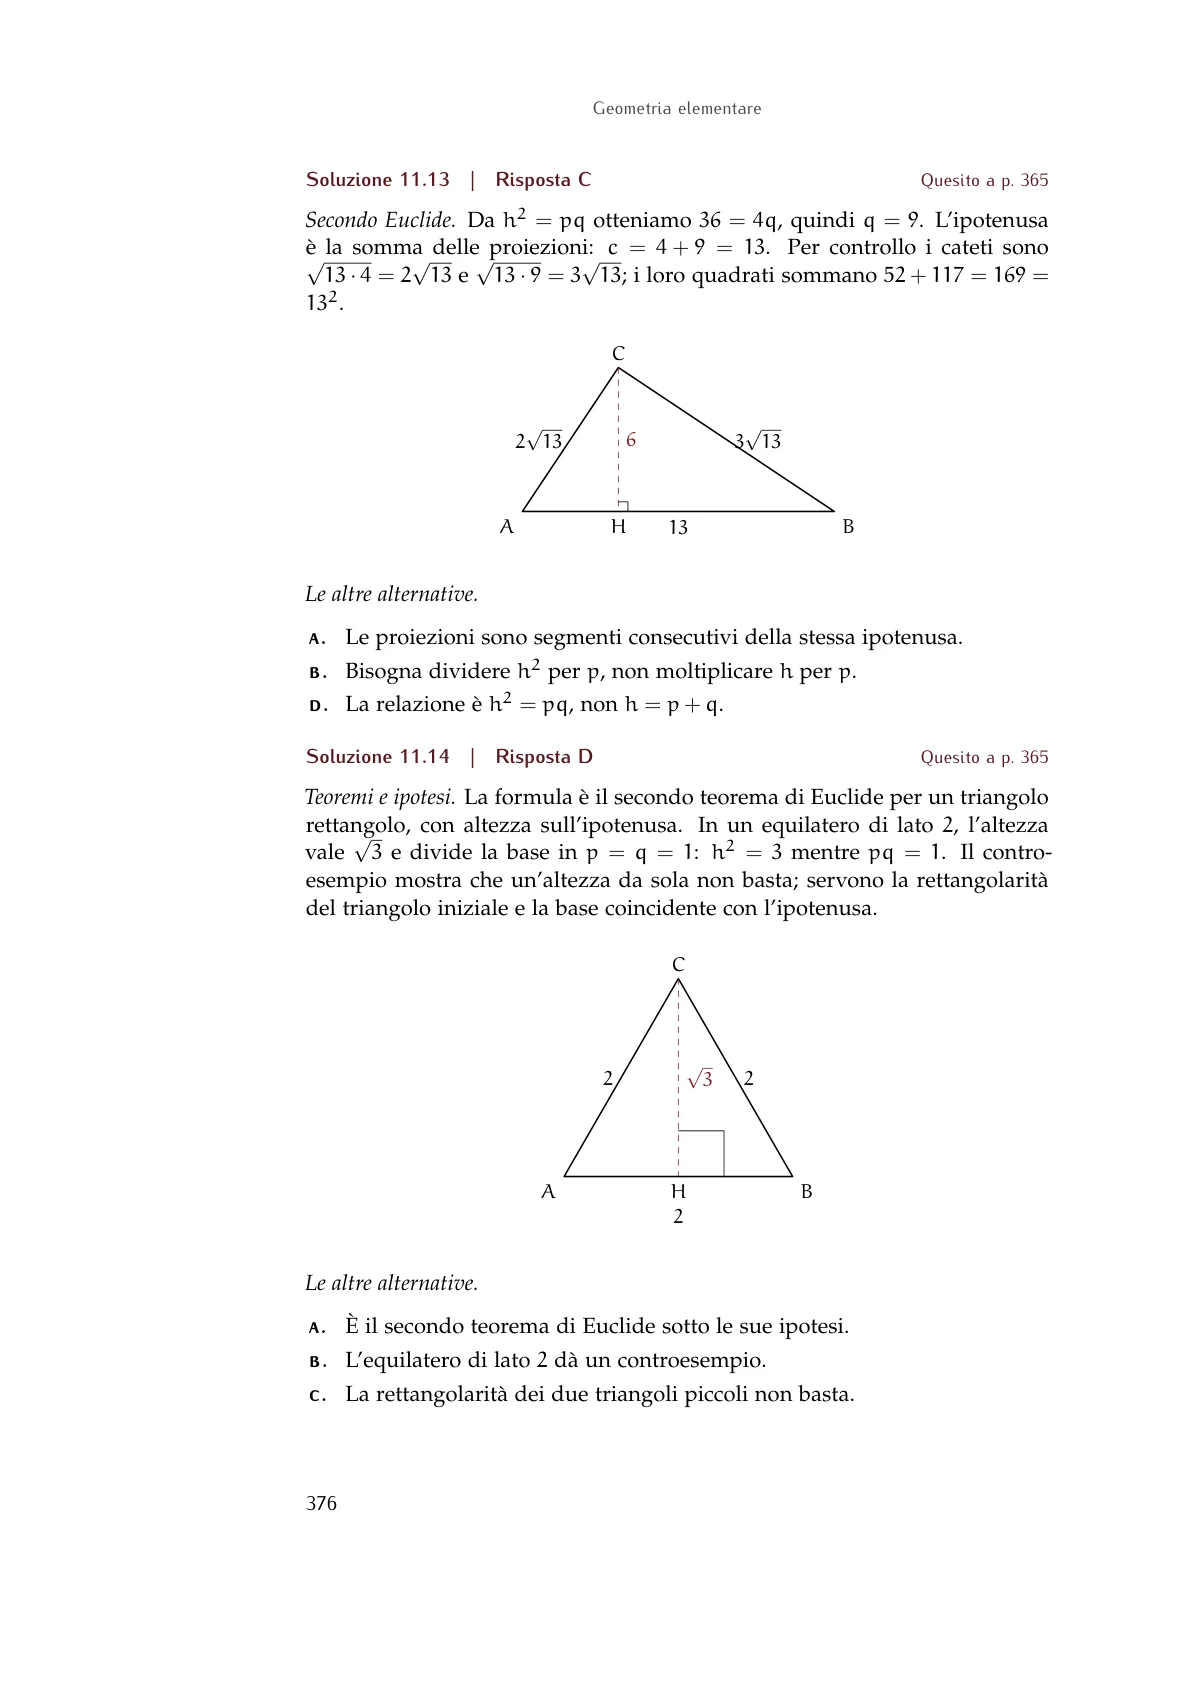 Geometria elementare
Soluzione 11.13 | Risposta C Quesito a p. 365
Secondo Euclide. Da h² = pq otteniamo 36 = 4q, quindi q = 9. L’ipotenusa
è la somma delle proiezioni: c = 4 + 9 = 13. Per controllo i cateti sono
√13 · 4 = 2√13 e √13 · 9 = 3√13; i loro quadrati sommano 52 + 117 = 169 =
13².
C
2√13 6 3√13
A H 13 B
Le altre alternative.
A. Le proiezioni sono segmenti consecutivi della stessa ipotenusa.
B. Bisogna dividere h² per p, non moltiplicare h per p.
D. La relazione è h² = pq, non h = p + q.
Soluzione 11.14 | Risposta D Quesito a p. 365
Teoremi e ipotesi. La formula è il secondo teorema di Euclide per un triangolo
rettangolo, con altezza sull’ipotenusa. In un equilatero di lato 2, l’altezza
vale √3 e divide la base in p = q = 1: h² = 3 mentre pq = 1. Il contro-
esempio mostra che un’altezza da sola non basta; servono la rettangolarità
del triangolo iniziale e la base coincidente con l’ipotenusa.
C
2 √3 2
A H B
2
Le altre alternative.
A. È il secondo teorema di Euclide sotto le sue ipotesi.
B. L’equilatero di lato 2 dà un controesempio.
C. La rettangolarità dei due triangoli piccoli non basta.
376